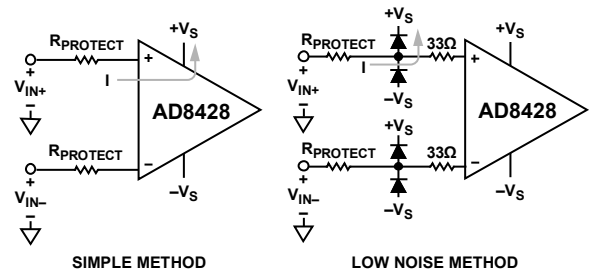 +VS
RPROTECT
+
VIN+
+
−
I
AD8428
RPROTECT
−
VIN−
+
−
−VS
SIMPLE METHOD
+VS
RPROTECT
33Ω
+
I
VIN+
+
−
−VS
+VS
AD8428
+VS
RPROTECT
33Ω
−
VIN−
+
−
−VS
−VS
LOW NOISE METHOD